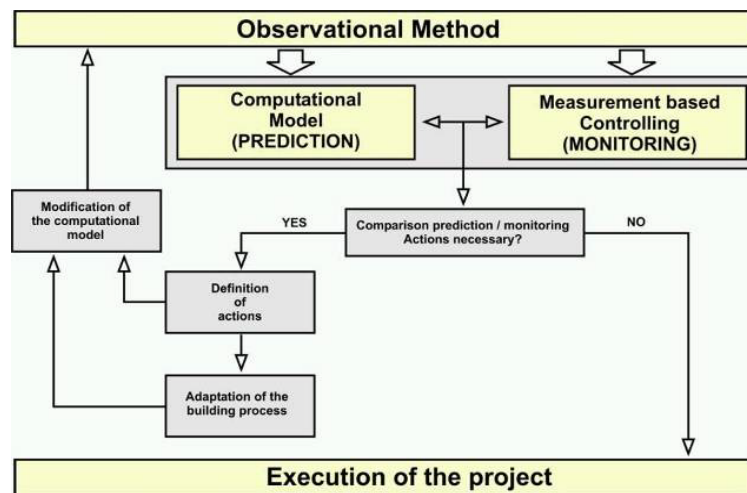 Observational Method
Computational
Model
(PREDICTION)
Measurement based
Controlling
(MONITORING)
Modification of
the computational
model
YES
Comparison prediction / monitoring
Actions necessary?
NO
Definition
of
actions
Adaptation of the
building process
Execution of the project